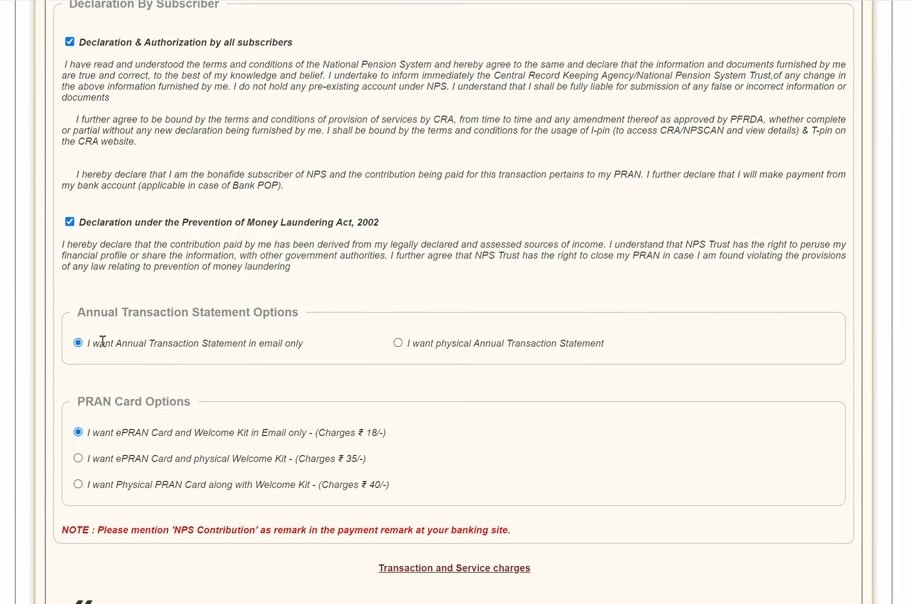 Declaration By Subscriber
Declaration & Authorization by all subscribers
I have read and understood the terms and conditions of the National Pension System and hereby agree to the same and declare that the information and documents furnished by me
are true and correct, to the best of my knowledge and belief. I undertake to inform immediately the Central Record Keeping Agency/National Pension System Trust,of any change in
the above information furnished by me. I do not hold any pre-existing account under NPS. I understand that I shall be fully liable for submission of any false or incorrect information or
documents
I further agree to be bound by the terms and conditions of provision of services by CRA, from time to time and any amendment thereof as approved by PFRDA, whether complete
or partial without any new declaration being furnished by me. I shall be bound by the terms and conditions for the usage of I-pin (to access CRA/NPSCAN and view details) & T-pin on
the CRA website.
I hereby declare that I am the bonafide subscriber of NPS and the contribution being paid for this transaction pertains to my PRAN. I further declare that I will make payment from
my bank account (applicable in case of Bank POP).
Declaration under the Prevention of Money Laundering Act, 2002
I hereby declare that the contribution paid by me has been derived from my legally declared and assessed sources of income. I understand that NPS Trust has the right to peruse my
financial profile or share the information, with other government authorities. I further agree that NPS Trust has the right to close my PRAN in case I am found violating the provisions
of any law relating to prevention of money laundering
Annual Transaction Statement Options
I want Annual Transaction Statement in email only
I want physical Annual Transaction Statement
PRAN Card Options
I want ePRAN Card and Welcome Kit in Email only - (Charges ₹ 18/-)
I want ePRAN Card and physical Welcome Kit - (Charges ₹ 35/-)
I want Physical PRAN Card along with Welcome Kit - (Charges ₹ 40/-)
NOTE : Please mention 'NPS Contribution' as remark in the payment remark at your banking site.
Transaction and Service charges